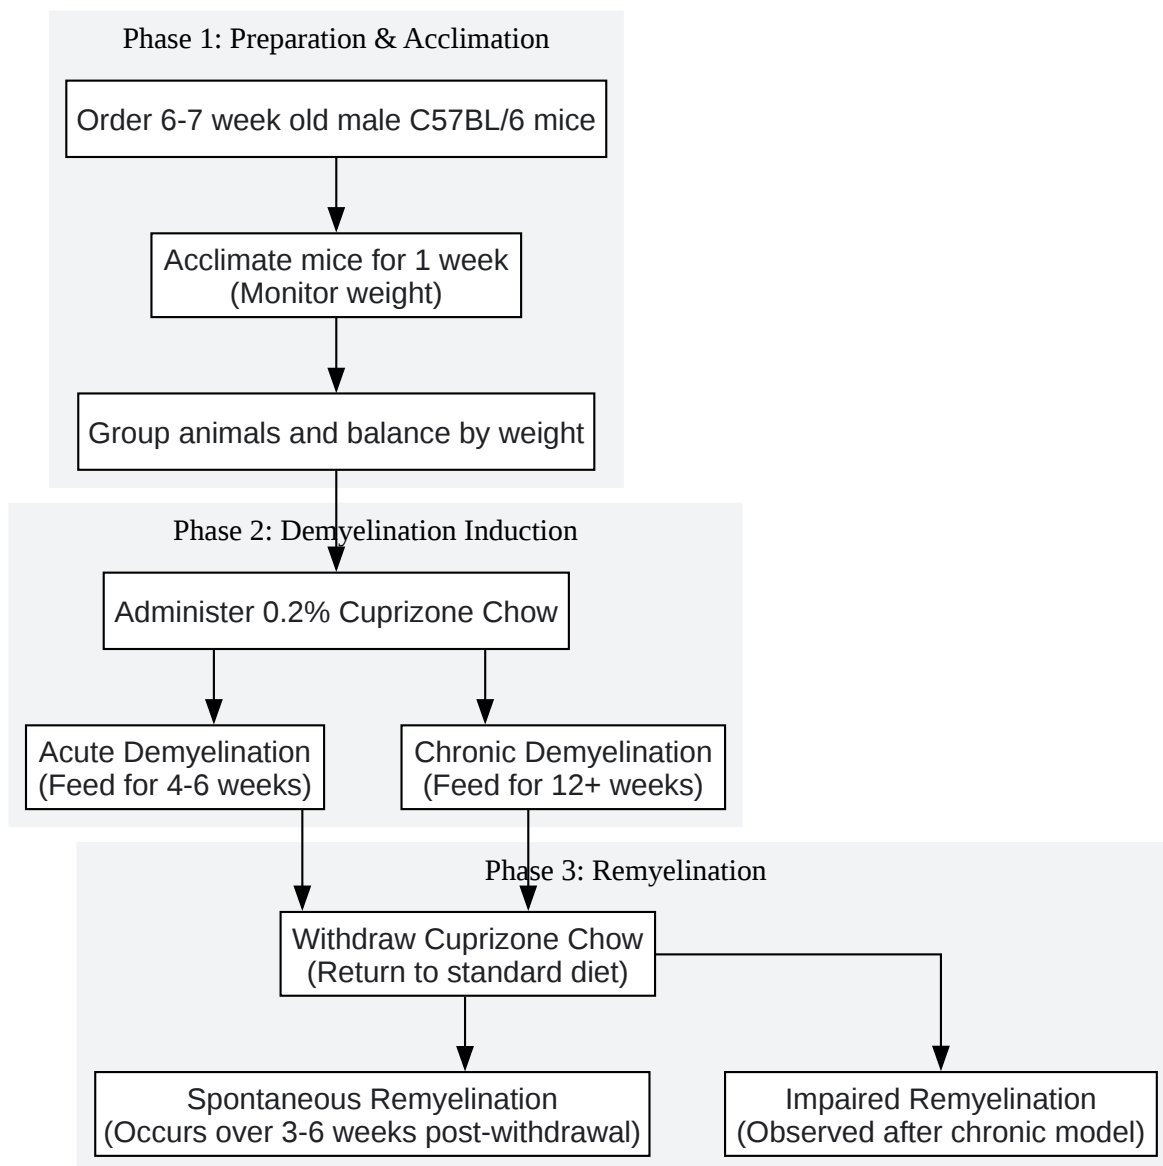 Phase 1: Preparation & Acclimation
Order 6-7 week old male C57BL/6 mice
Acclimate mice for 1 week
(Monitor weight)
Group animals and balance by weight
Phase 2: Demyelination Induction
Administer 0.2% Cuprizone Chow
Acute Demyelination
(Feed for 4-6 weeks)
Chronic Demyelination
(Feed for 12+ weeks)
Phase 3: Remyelination
Withdraw Cuprizone Chow
(Return to standard diet)
Spontaneous Remyelination
(Occurs over 3-6 weeks post-withdrawal)
Impaired Remyelination
(Observed after chronic model)